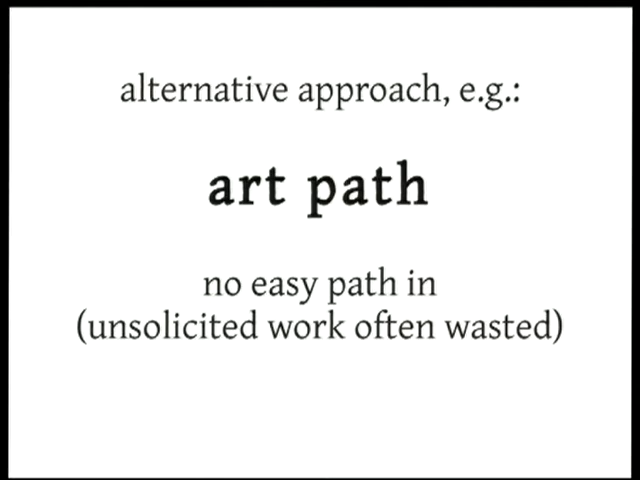 alternative approach, e.g.:
art path
no easy path in
(unsolicited work often wasted)